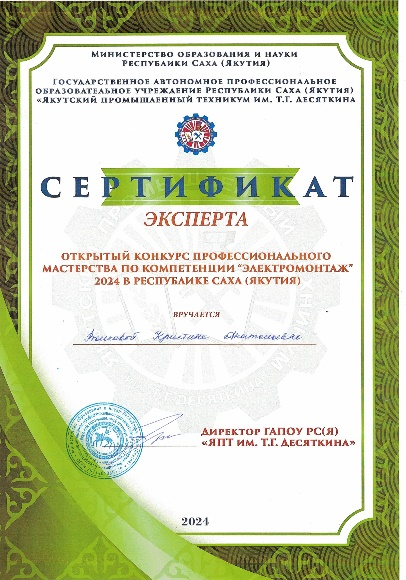 Министерство образования и науки
Республики Саха (Якутия)
Государственное автономное профессиональное
образовательное учреждение Республики Саха (Якутия)
«Якутский промышленный техникум им. Т.Г. Десяткина
СЕРТИФИКАТ
ЭКСПЕРТА
ОТКРЫТЫЙ КОНКУРС ПРОФЕССИОНАЛЬНОГО
МАСТЕРСТВА ПО КОМПЕТЕНЦИИ "ЭЛЕКТРОМОНТАЖ"
2024 В РЕСПУБЛИКЕ САХА (ЯКУТИЯ)
ВРУЧАЕТСЯ
Кристине Анатольевне
Директор ГАПОУ РС(Я)
«ЯПТ им. Т.Г. Десяткина»
2024